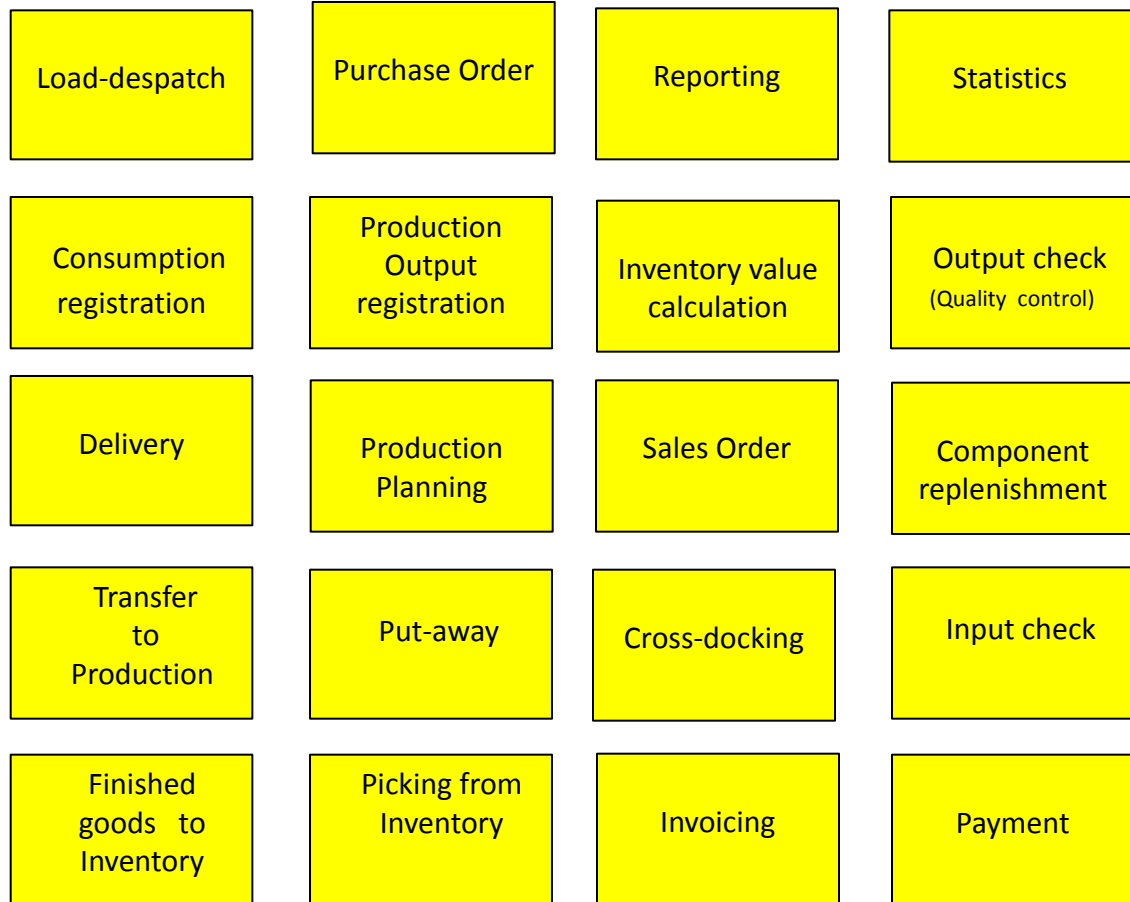 Load-despatch
Purchase Order
Reporting
Statistics
Consumption
registration
Production
Output
registration
Inventory value
calculation
Output check
(Quality control)
Delivery
Production
Planning
Sales Order
Component
replenishment
Transfer
to
Production
Put-away
Cross-docking
Input check
Finished
goods to
Inventory
Picking from
Inventory
Invoicing
Payment